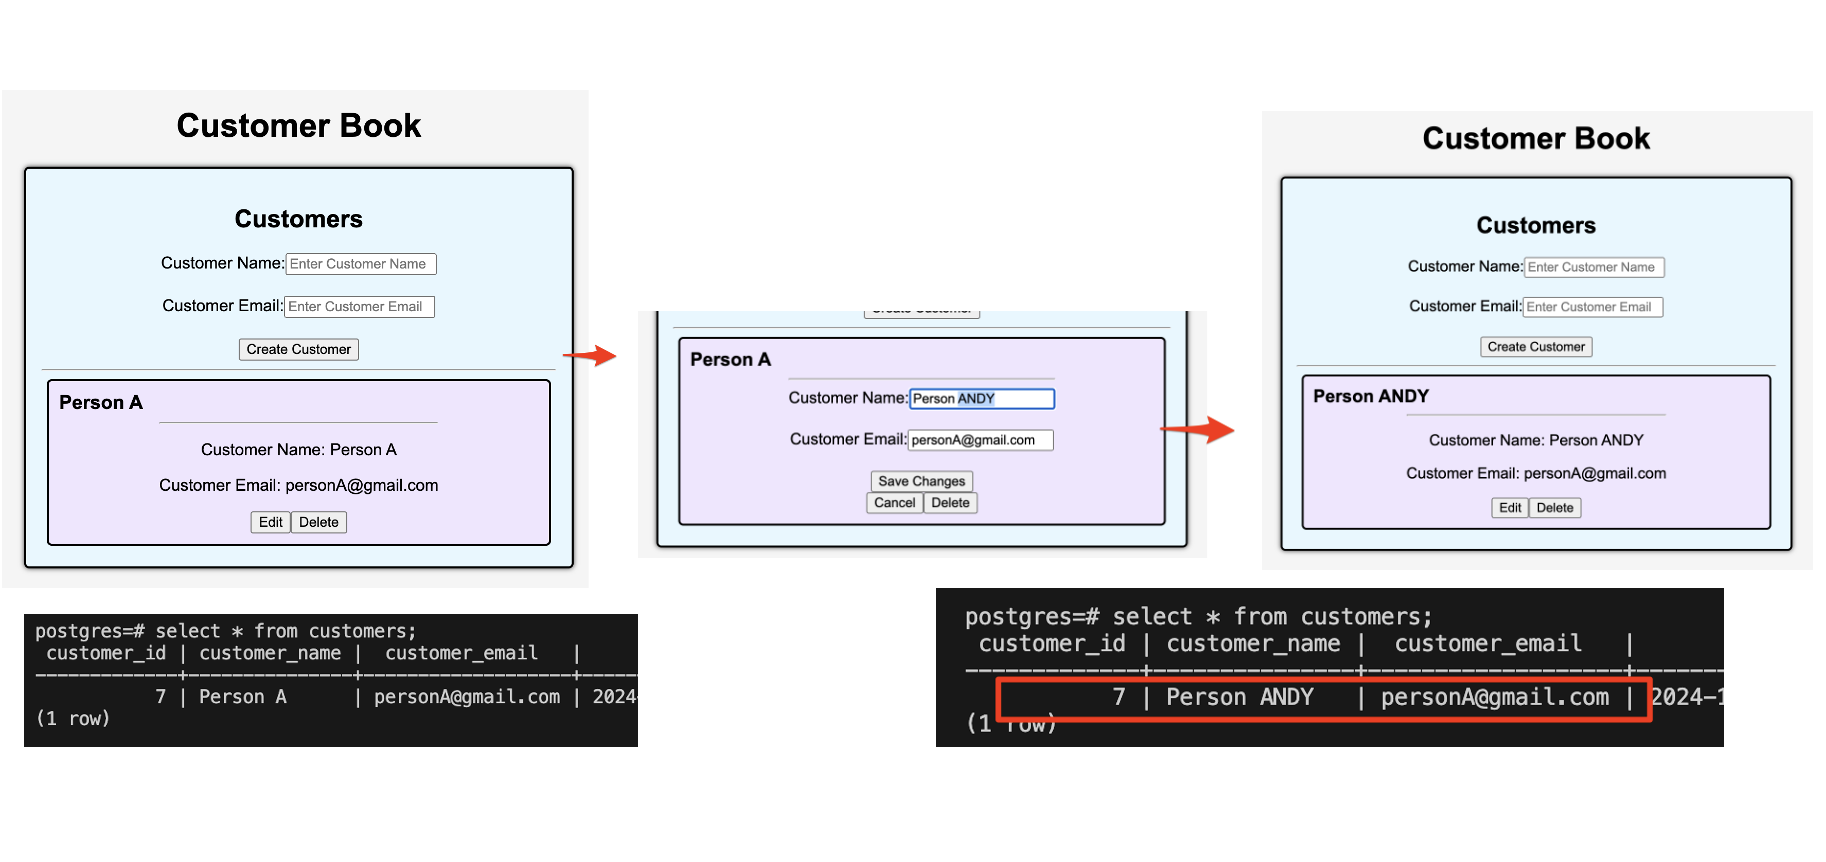 Customer Book
Customers
Customer Name: Enter Customer Name
Customer Email: Enter Customer Email
Create Customer
Person A
Customer Name: Person A
Customer Email: personA@gmail.com
Edit Delete
Create Customer
Person A
Customer Name: Person ANDY
Customer Email: personA@gmail.com
Save Changes
Cancel Delete
Customer Book
Customers
Customer Name: Enter Customer Name
Customer Email: Enter Customer Email
Create Customer
Person ANDY
Customer Name: Person ANDY
Customer Email: personA@gmail.com
Edit Delete
postgres=# select * from customers;
customer_id | customer_name | customer_email |
-------------+---------------+-------------------+------
7 | Person A | personA@gmail.com | 2024-
(1 row)
postgres=# select * from customers;
customer_id | customer_name | customer_email |
-------------+---------------+-------------------+-------
7 | Person ANDY | personA@gmail.com | 2024-1
(1 row)